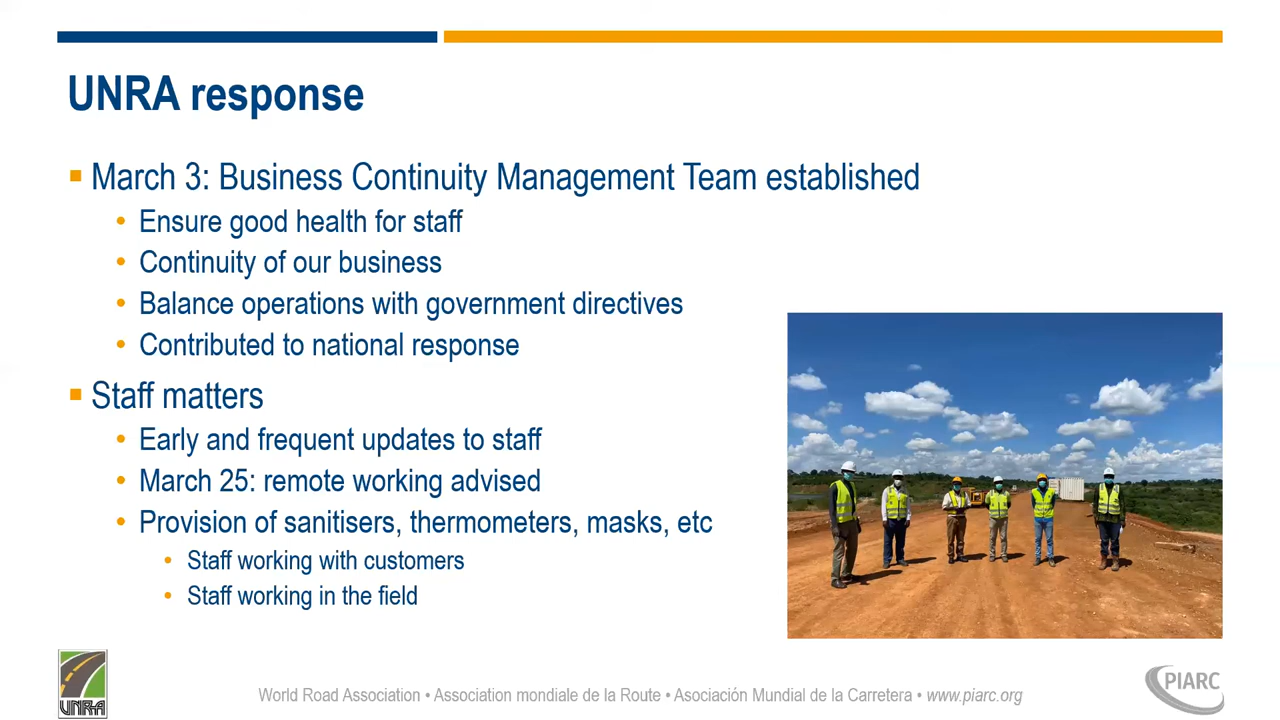 UNRA response
March 3: Business Continuity Management Team established
Ensure good health for staff
Continuity of our business
Balance operations with government directives
Contributed to national response
Staff matters
Early and frequent updates to staff
March 25: remote working advised
Provision of sanitisers, thermometers, masks, etc
Staff working with customers
Staff working in the field
UNRA
World Road Association • Association mondiale de la Route • Asociación Mundial de la Carretera • www.piarc.org
PIARC